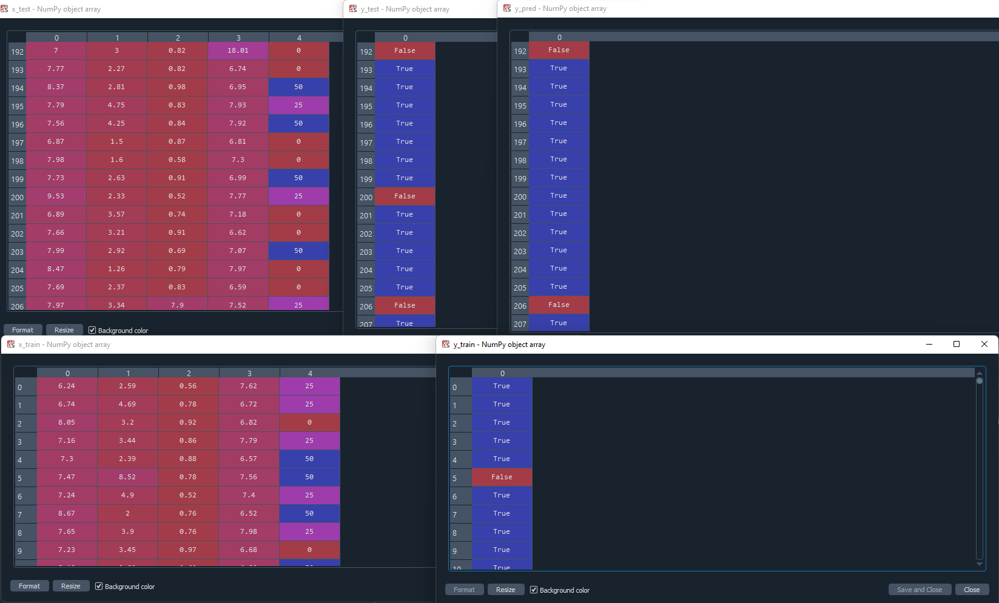 x_test - NumPy object array
0 1 2 3 4
192 7 3 0.82 18.01 0
193 7.77 2.27 0.82 6.74 0
194 8.37 2.81 0.98 6.95 50
195 7.79 4.75 0.83 7.93 25
196 7.56 4.25 0.84 7.92 50
197 6.87 1.5 0.87 6.81 0
198 7.98 1.6 0.58 7.3 0
199 7.73 2.63 0.91 6.99 50
200 9.53 2.33 0.52 7.77 25
201 6.89 3.57 0.74 7.18 0
202 7.66 3.21 0.91 6.62 0
203 7.99 2.92 0.69 7.07 50
204 8.47 1.26 0.79 7.97 0
205 7.69 2.37 0.83 6.59 0
206 7.97 3.34 7.9 7.52 25
Format Resize Background color
y_test - NumPy object array
0
192 False
193 True
194 True
195 True
196 True
197 True
198 True
199 True
200 False
201 True
202 True
203 True
204 True
205 True
206 False
207 True
y_pred - NumPy object array
0
192 False
193 True
194 True
195 True
196 True
197 True
198 True
199 True
200 True
201 True
202 True
203 True
204 True
205 True
206 False
207 True
x_train - NumPy object array
0 1 2 3 4
0 6.24 2.59 0.56 7.62 25
1 6.74 4.69 0.78 6.72 25
2 8.05 3.2 0.92 6.82 0
3 7.16 3.44 0.86 7.79 25
4 7.3 2.39 0.88 6.57 50
5 7.47 8.52 0.78 7.56 50
6 7.24 4.9 0.52 7.4 25
7 8.67 2 0.76 6.52 50
8 7.65 3.9 0.76 7.98 25
9 7.23 3.45 0.97 6.68 0
Format Resize Background color
y_train - NumPy object array
0
0 True
1 True
2 True
3 True
4 True
5 False
6 True
7 True
8 True
9 True
10 True
Format Resize Background color Save and Close Close